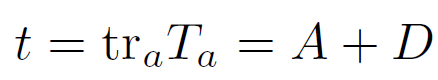 t = tr_a T_a = A + D